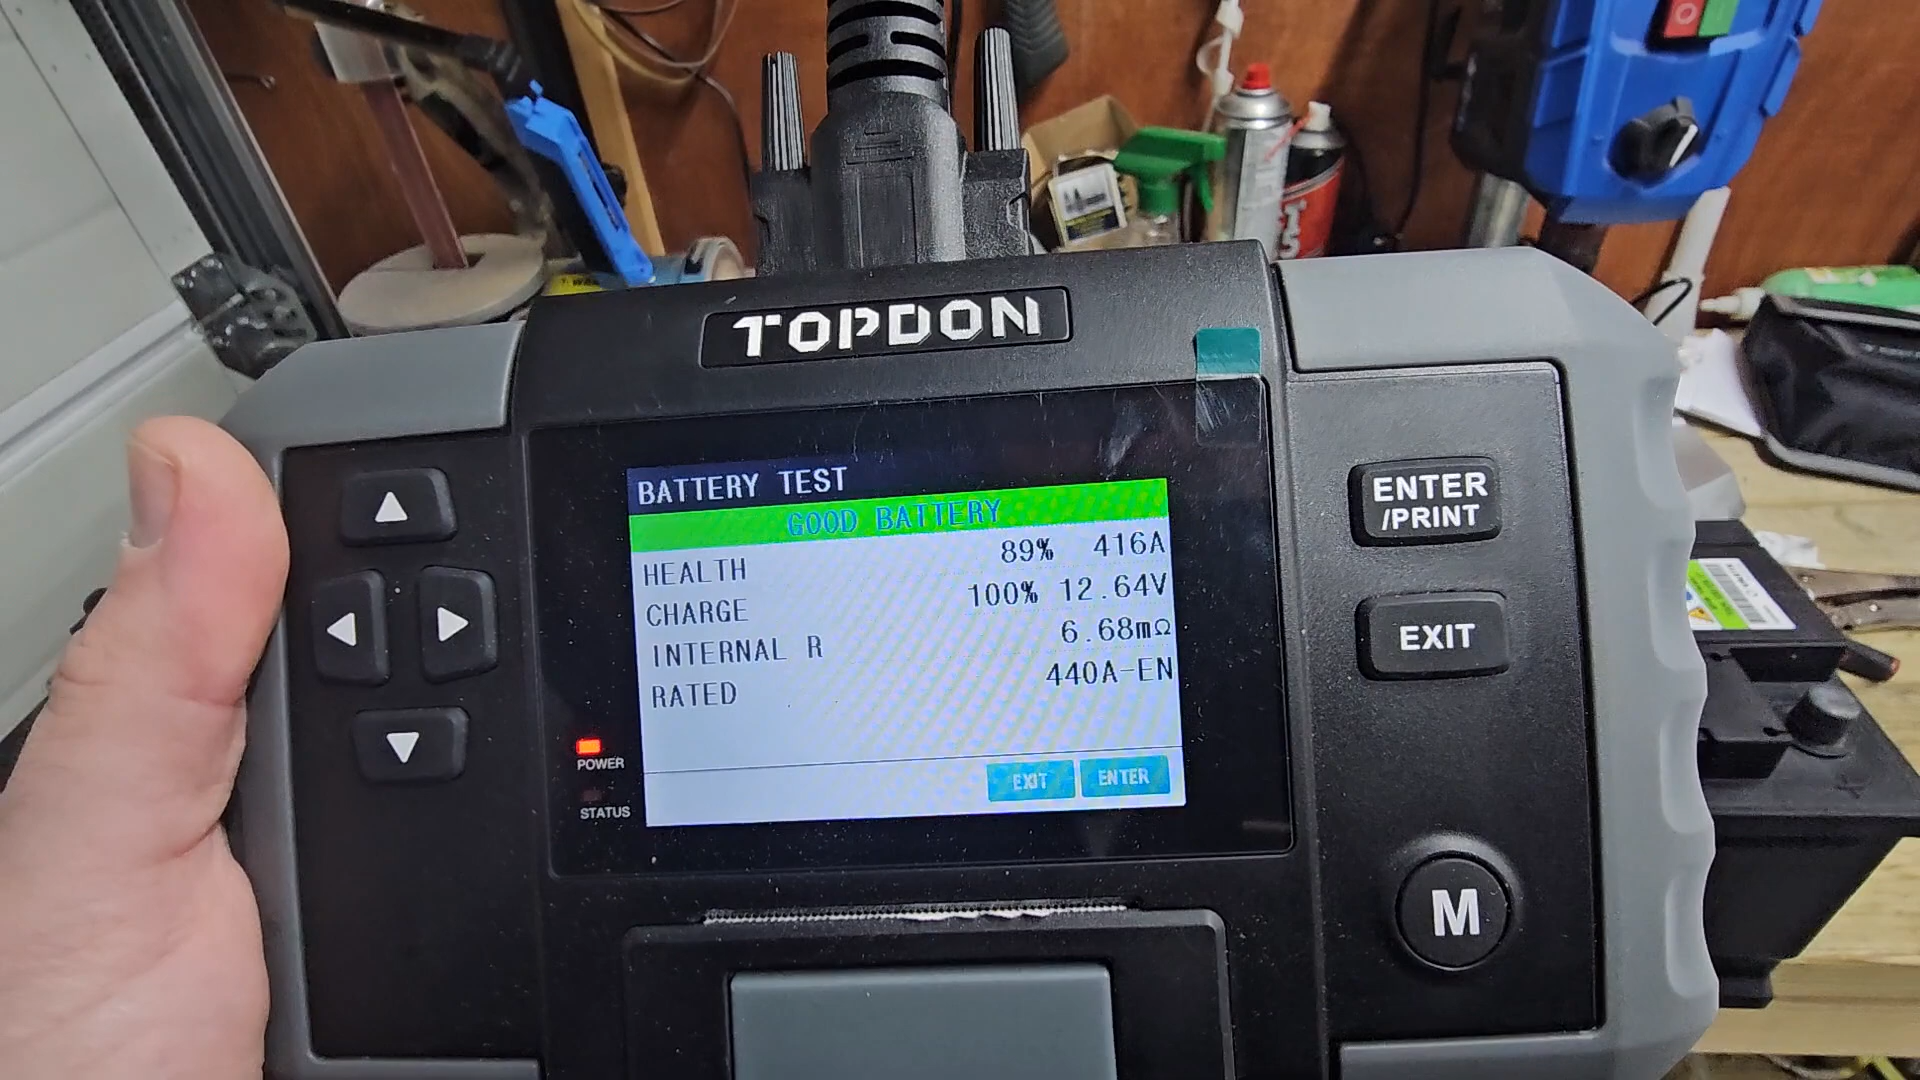 TOPDON
BATTERY TEST
GOOD BATTERY
HEALTH 89% 416A
CHARGE 100% 12.64V
INTERNAL R 6.68mΩ
RATED 440A-EN
EXIT ENTER
POWER
STATUS
ENTER
/PRINT
EXIT
M